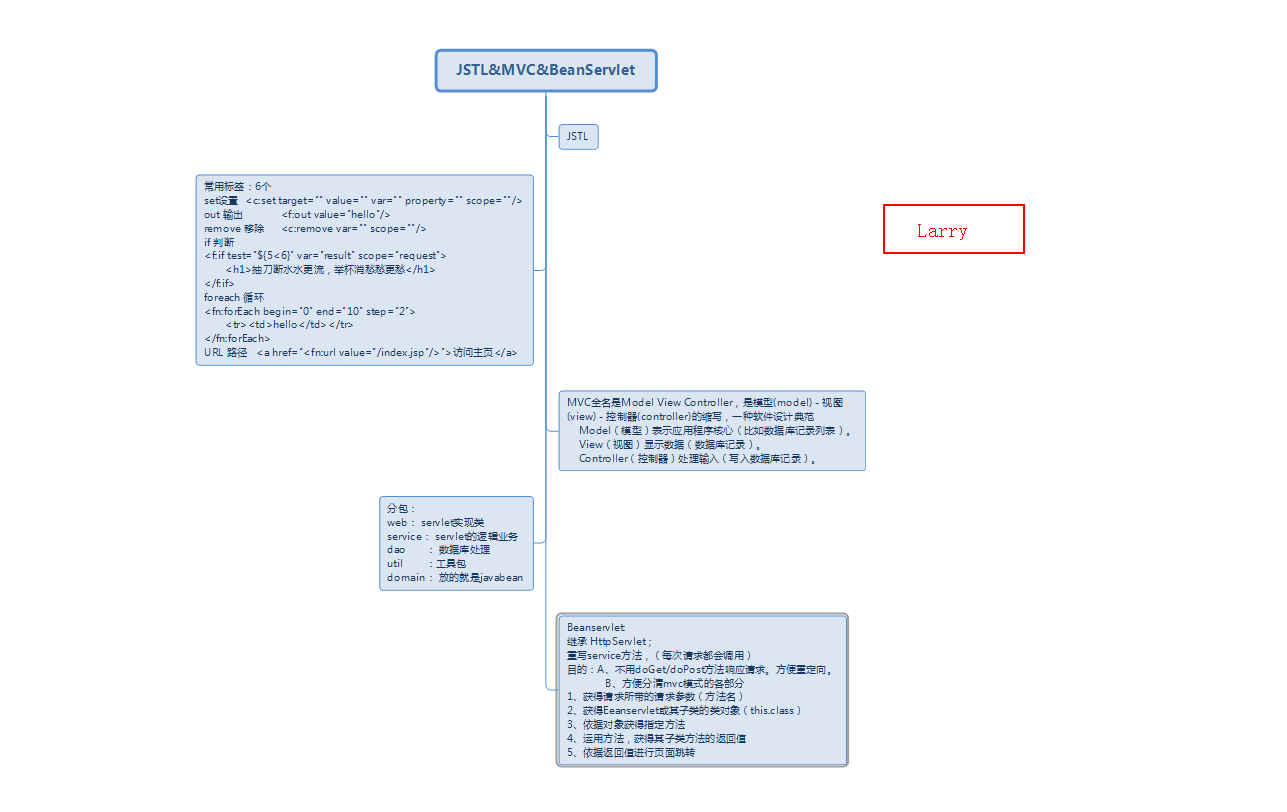 JSTL&MVC&BeanServlet
JSTL
常用标签：6个
set设置 <c:set target="" value="" var="" property="" scope=""/>
out 输出 <f:out value="hello"/>
remove 移除 <c:remove var="" scope=""/>
if 判断
<f:if test="${5<6}" var="result" scope="request">
<h1>抽刀断水水更流，举杯消愁愁更愁</h1>
</f:if>
foreach 循环
<fn:forEach begin="0" end="10" step="2">
<tr><td>hello</td></tr>
</fn:forEach>
URL 路径 <a href="<fn:url value="/index.jsp"/>">访问主页</a>
Larry
MVC全名是Model View Controller，是模型(model)－视图
(view)－控制器(controller)的缩写，一种软件设计典范
Model（模型）表示应用程序核心（比如数据库记录列表）。
View（视图）显示数据（数据库记录）。
Controller（控制器）处理输入（写入数据库记录）。
分包：
web： servlet实现类
service： servlet的逻辑业务
dao ： 数据库处理
util ：工具包
domain： 放的就是javabean
Beanservlet:
继承 HttpServlet；
重写service方法，（每次请求都会调用）
目的：A、不用doGet/doPost方法响应请求。方便重定向。
B、方便分清mvc模式的各部分
1、获得请求所带的请求参数（方法名）
2、获得Eeanservlet或其子类的类对象（this.class）
3、依据对象获得指定方法
4、运用方法，获得其子类方法的返回值
5、依据返回值进行页面跳转